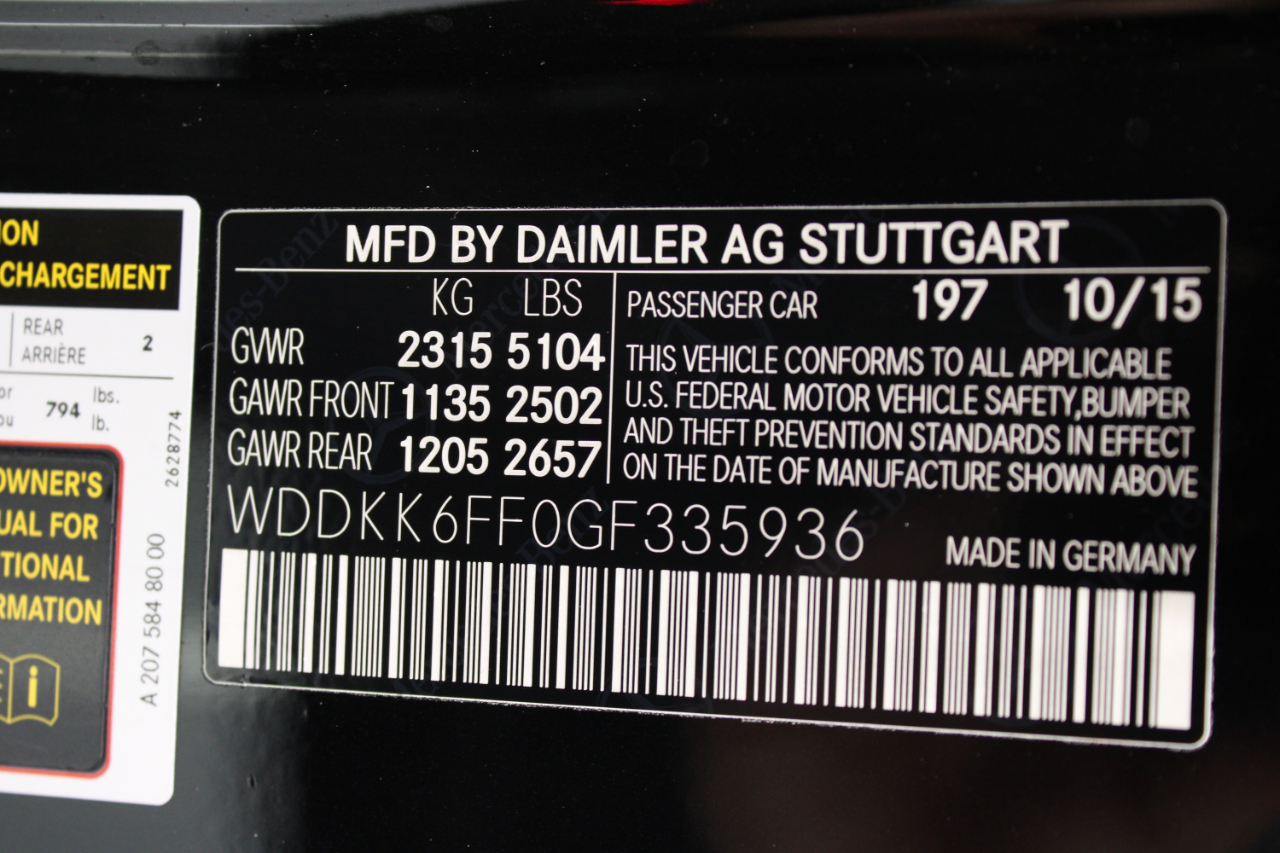 ION
CHARGEMENT
REAR
ARRIÈRE
2
or
ou
794
lbs.
lb.
2628774
OWNER'S
UAL FOR
TIONAL
RMATION
i
A 207 584 80 00
MFD BY DAIMLER AG STUTTGART
KG LBS
GVWR 2315 5104
GAWR FRONT 1135 2502
GAWR REAR 1205 2657
PASSENGER CAR 197 10/15
THIS VEHICLE CONFORMS TO ALL APPLICABLE
U.S. FEDERAL MOTOR VEHICLE SAFETY,BUMPER
AND THEFT PREVENTION STANDARDS IN EFFECT
ON THE DATE OF MANUFACTURE SHOWN ABOVE
WDDKK6FF0GF335936
MADE IN GERMANY